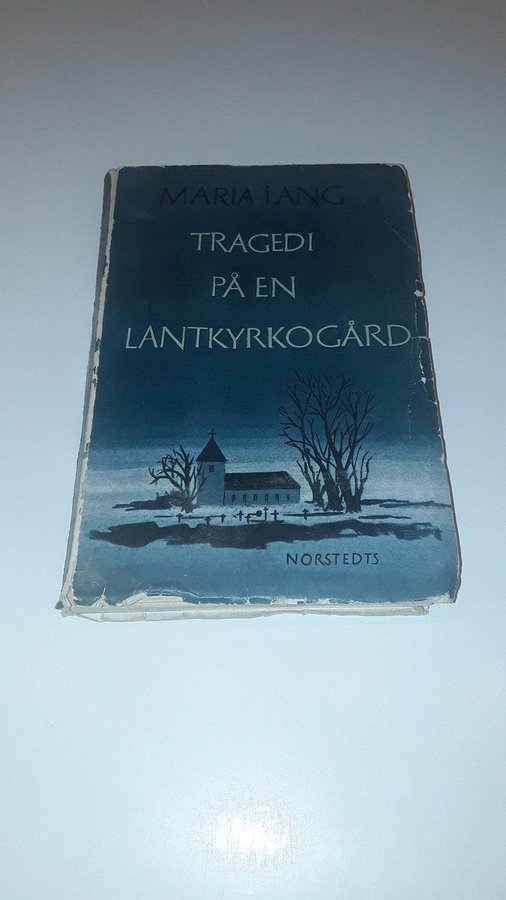 MARIA LANG
TRAGEDI
PÅ EN
LANTKYRKOGÅRD
NORSTEDTS